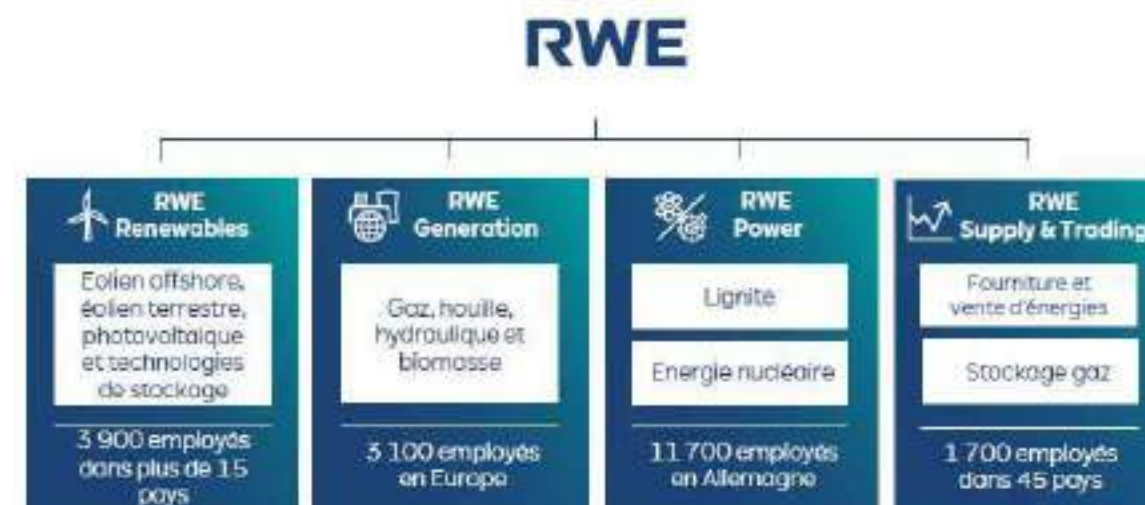 RWE
RWE
Renewables
Eolien offshore,
éolien terrestre,
photovoltaïque
et technologies
de stockage
3 900 employés
dans plus de 15
pays
RWE
Generation
Gaz, houille,
hydraulique et
biomasse
3 100 employés
en Europe
RWE
Power
Lignite
Energie nucléaire
11 700 employés
en Allemagne
RWE
Supply & Trading
Fourniture et
vente d'énergies
Stockage gaz
1 700 employés
dans 45 pays